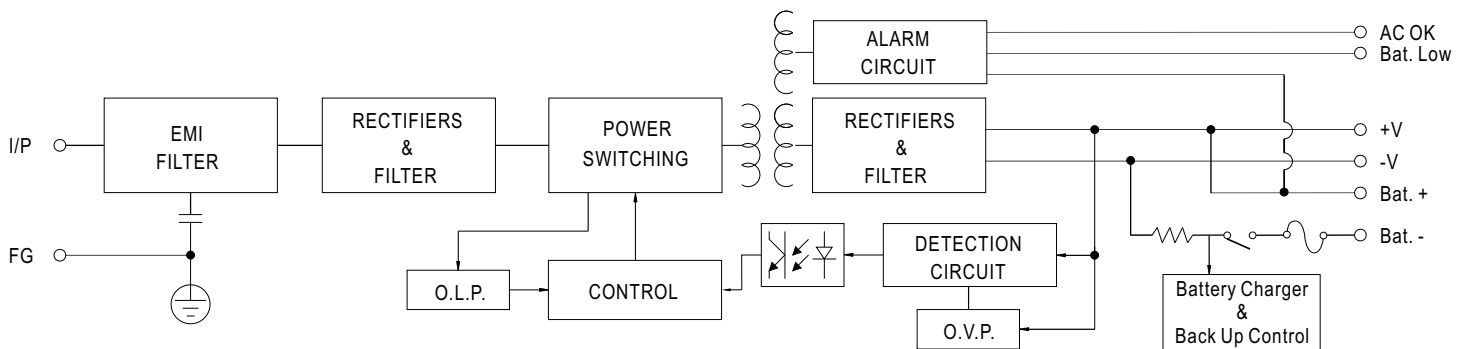 ALARM
CIRCUIT
AC OK
Bat. Low
I/P
EMI
FILTER
RECTIFIERS
&
FILTER
POWER
SWITCHING
RECTIFIERS
&
FILTER
+V
-V
Bat. +
Bat. -
FG
O.L.P.
CONTROL
DETECTION
CIRCUIT
O.V.P.
Battery Charger
&
Back Up Control